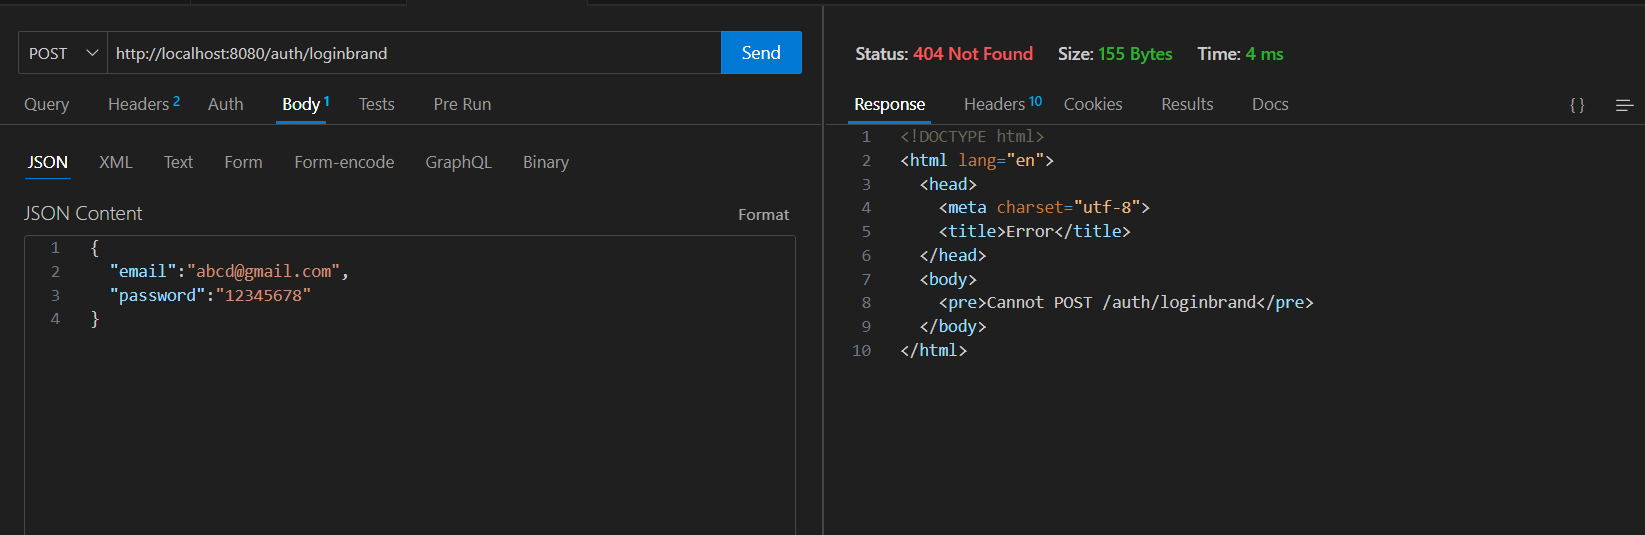 POST http://localhost:8080/auth/loginbrand Send
Query Headers 2 Auth Body 1 Tests Pre Run
JSON XML Text Form Form-encode GraphQL Binary
JSON Content Format
1 {
2 "email":"abcd@gmail.com",
3 "password":"12345678"
4 }
Status: 404 Not Found Size: 155 Bytes Time: 4 ms
Response Headers 10 Cookies Results Docs { }
1 <!DOCTYPE html>
2 <html lang="en">
3 <head>
4 <meta charset="utf-8">
5 <title>Error</title>
6 </head>
7 <body>
8 <pre>Cannot POST /auth/loginbrand</pre>
9 </body>
10 </html>